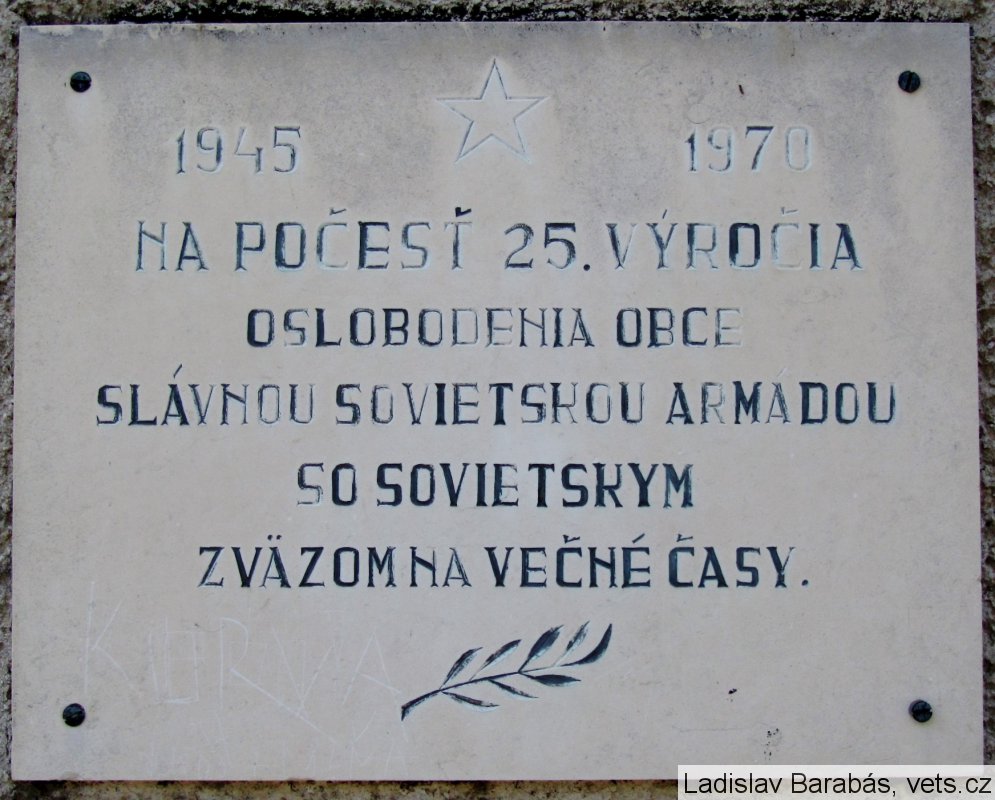 1945 1970
NA POČESŤ 25. VÝROČIA
OSLOBODENIA OBCE
SLÁVNOU SOVIETSKOU ARMÁDOU
SO SOVIETSKYM
ZVÄZOM NA VEČNÉ ČASY.
Ladislav Barabás, vets.cz